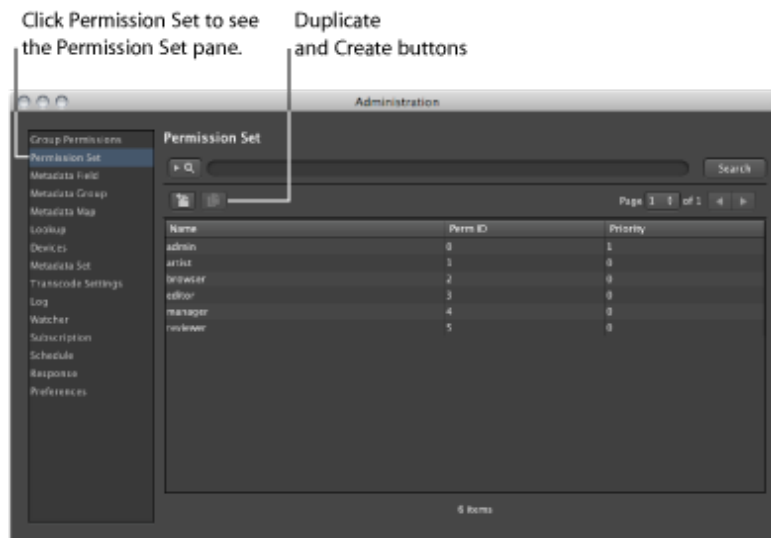 Click Permission Set to see
the Permission Set pane.
Duplicate
and Create buttons
Administration
Group Permissions
Permission Set
Metadata Field
Metadata Group
Metadata Map
Lookup
Devices
Metadata Set
Transcode Settings
Log
Watcher
Subscription
Schedule
Response
Preferences
Permission Set
Search
Page 1 of 1
Name Perm ID Priority
admin 0 1
artist 1 0
browser 2 0
editor 3 0
manager 4 0
reviewer 5 0
6 items